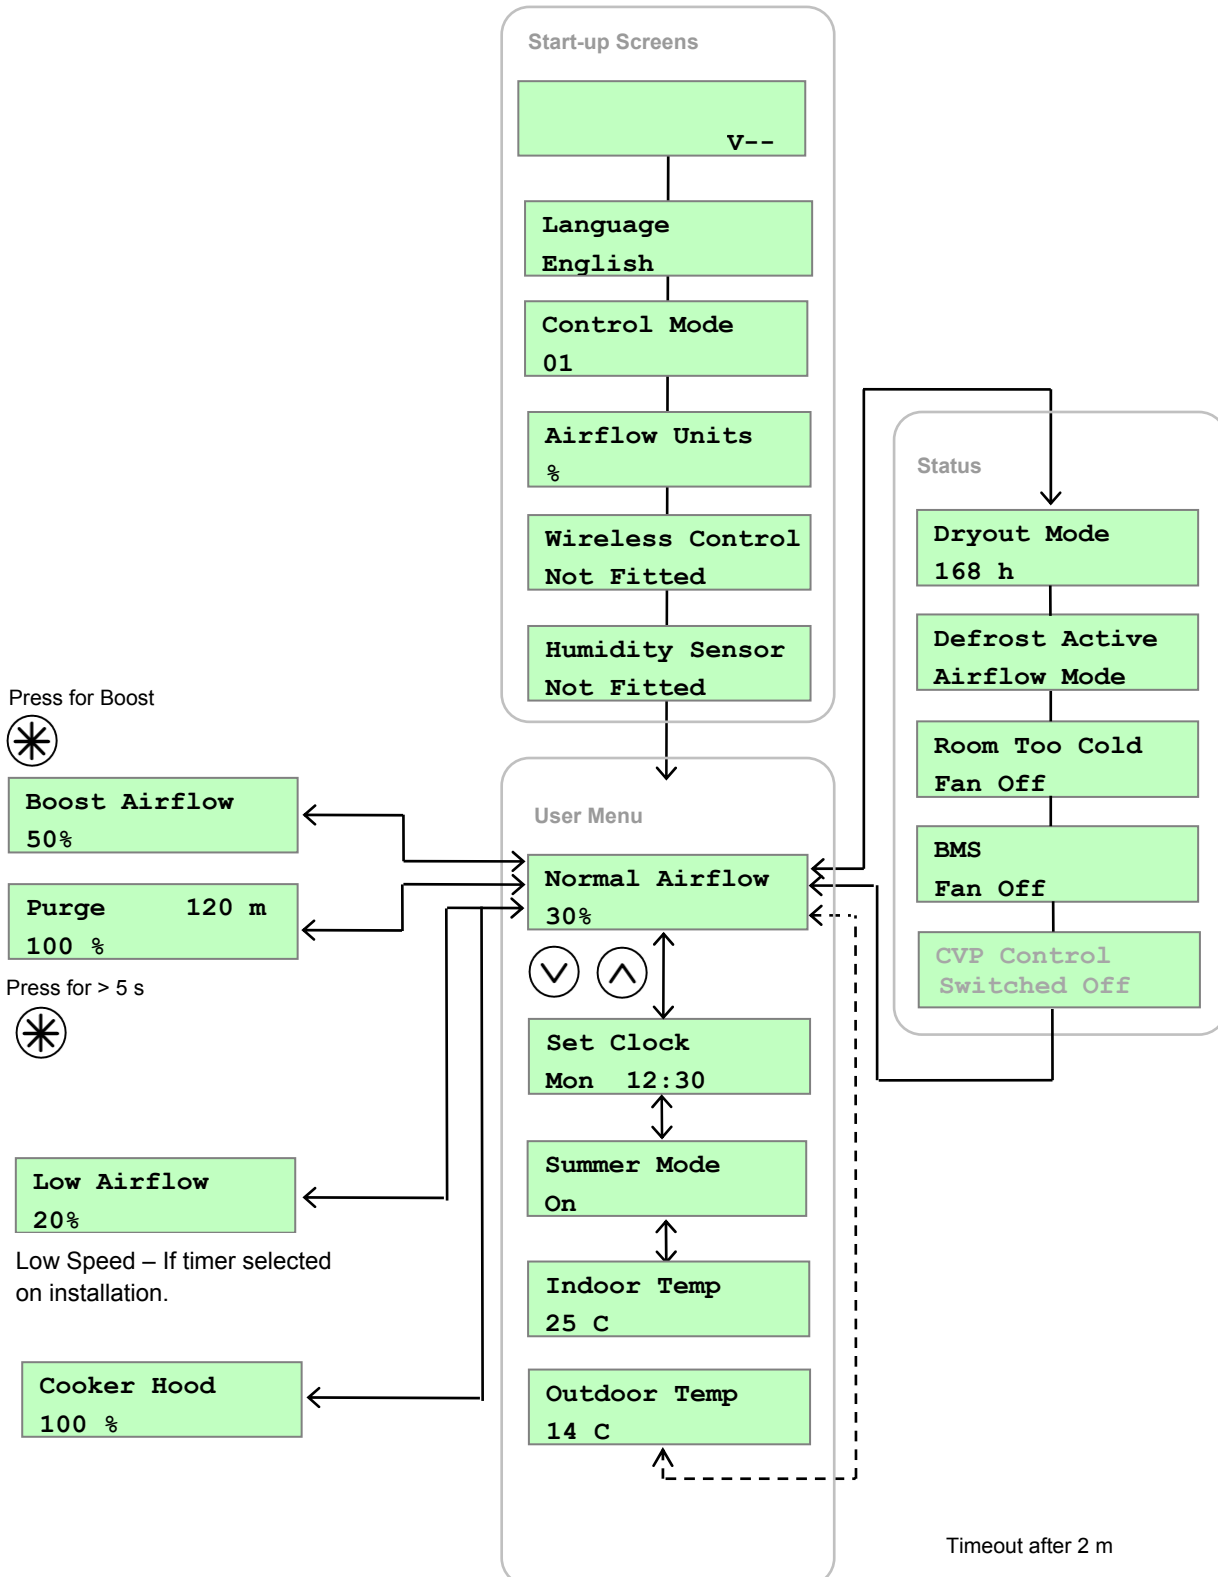 Start-up Screens
V--
Language
English
Control Mode
01
Airflow Units
%
Wireless Control
Not Fitted
Humidity Sensor
Not Fitted
Status
Dryout Mode
168 h
Defrost Active
Airflow Mode
Room Too Cold
Fan Off
BMS
Fan Off
CVP Control
Switched Off
Press for Boost
Boost Airflow
50%
Purge 120 m
100 %
Press for > 5 s
Low Airflow
20%
Low Speed – If timer selected
on installation.
Cooker Hood
100 %
User Menu
Normal Airflow
30%
Set Clock
Mon 12:30
Summer Mode
On
Indoor Temp
25 C
Outdoor Temp
14 C
Timeout after 2 m